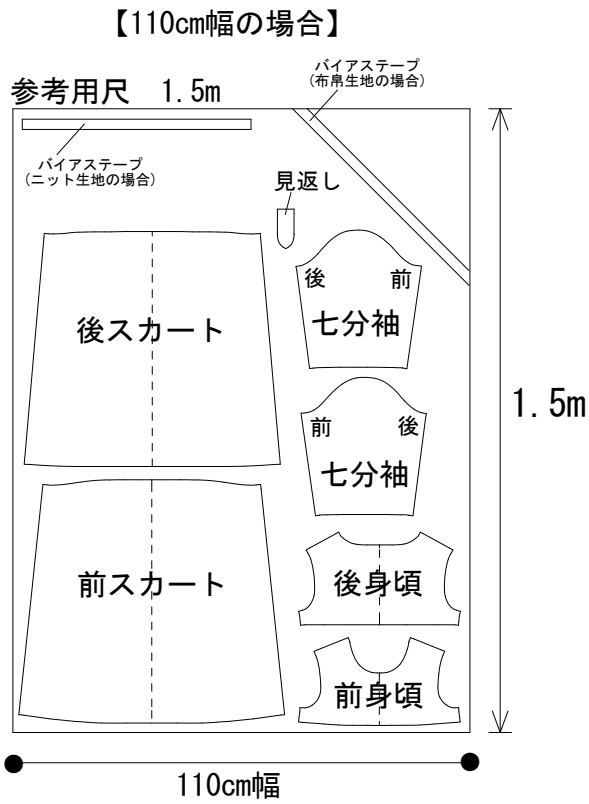 【110cm幅の場合】
参考用尺 1.5m
バイアステープ
(布帛生地の場合)
バイアステープ
(ニット生地の場合)
見返し
後 前
七分袖
後スカート
1.5m
前 後
七分袖
前スカート
後身頃
前身頃
110cm幅